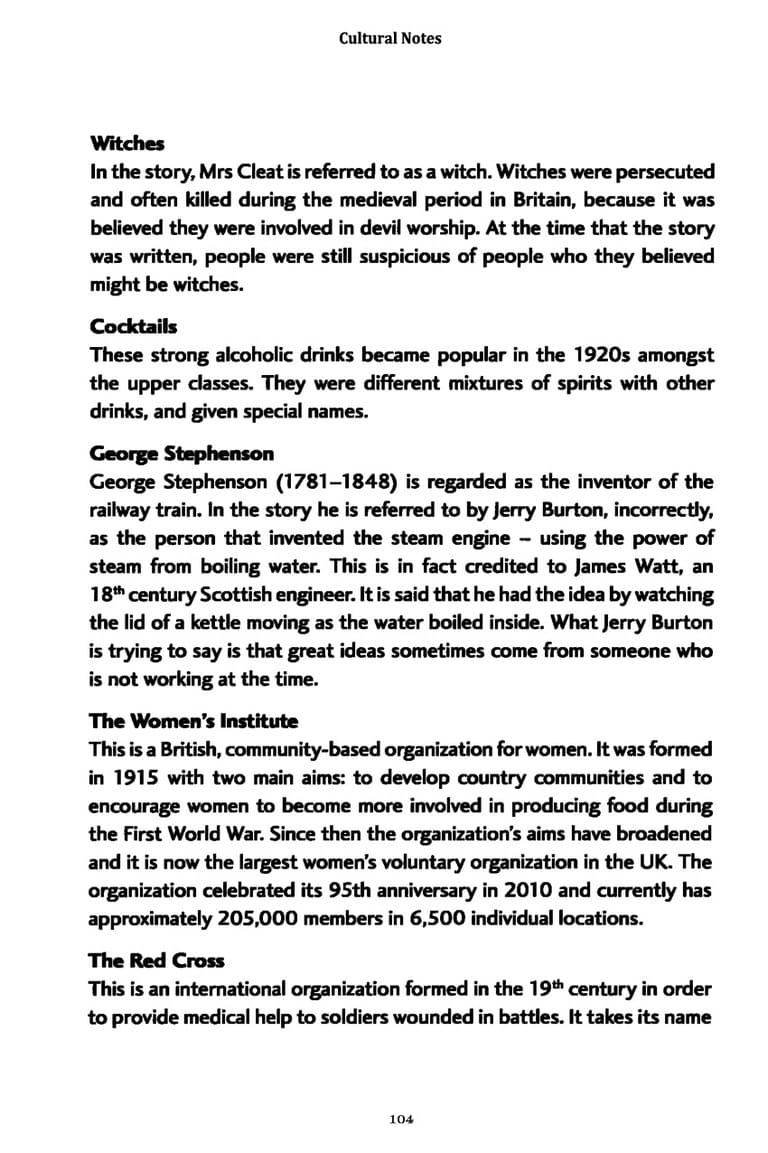 Cultural Notes
Witches
In the story, Mrs Cleat is referred to as a witch. Witches were persecuted
and often killed during the medieval period in Britain, because it was
believed they were involved in devil worship. At the time that the story
was written, people were still suspicious of people who they believed
might be witches.
Cocktails
These strong alcoholic drinks became popular in the 1920s amongst
the upper classes. They were different mixtures of spirits with other
drinks, and given special names.
George Stephenson
George Stephenson (1781–1848) is regarded as the inventor of the
railway train. In the story he is referred to by Jerry Burton, incorrectly,
as the person that invented the steam engine – using the power of
steam from boiling water. This is in fact credited to James Watt, an
18th century Scottish engineer. It is said that he had the idea by watching
the lid of a kettle moving as the water boiled inside. What Jerry Burton
is trying to say is that great ideas sometimes come from someone who
is not working at the time.
The Women's Institute
This is a British, community-based organization for women. It was formed
in 1915 with two main aims: to develop country communities and to
encourage women to become more involved in producing food during
the First World War. Since then the organization's aims have broadened
and it is now the largest women's voluntary organization in the UK. The
organization celebrated its 95th anniversary in 2010 and currently has
approximately 205,000 members in 6,500 individual locations.
The Red Cross
This is an international organization formed in the 19th century in order
to provide medical help to soldiers wounded in battles. It takes its name
104